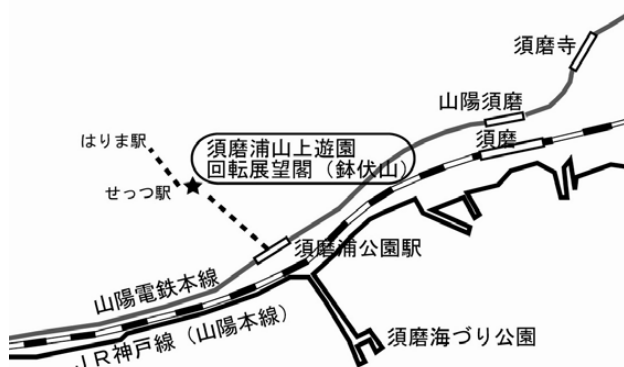 須磨寺
山陽須磨
はりま駅
須磨浦山上遊園
回転展望閣（鉢伏山）
須磨
せっつ駅
須磨浦公園駅
山陽電鉄本線
ＪＲ神戸線（山陽本線）
須磨海づり公園